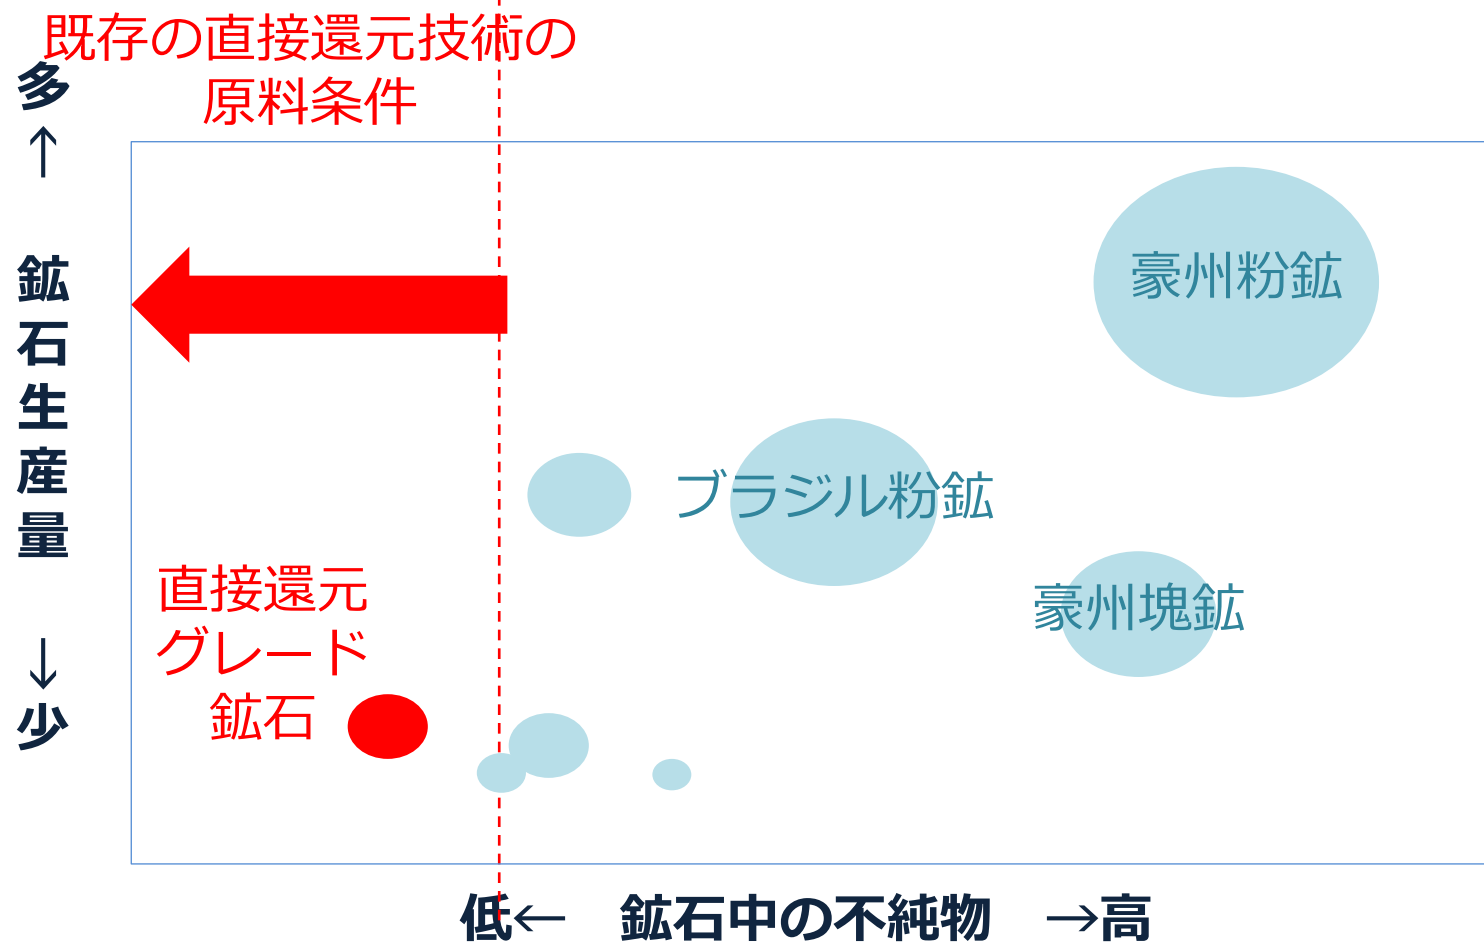 既存の直接還元技術の
原料条件
多
↑
鉱
石
生
産
量
↓
少
豪州粉鉱
ブラジル粉鉱
豪州塊鉱
直接還元
グレード
鉱石
低← 鉱石中の不純物 →高